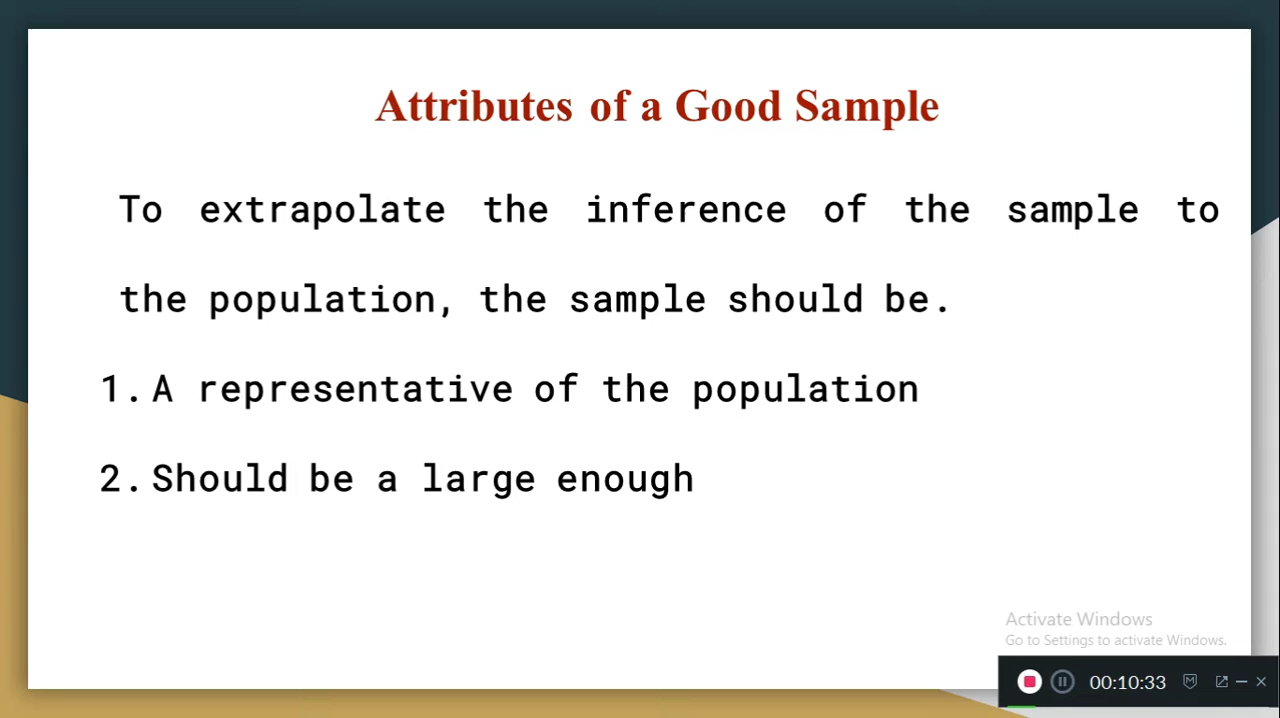 Attributes of a Good Sample
To extrapolate the inference of the sample to
the population, the sample should be.
1. A representative of the population
2. Should be a large enough
Activate Windows
Go to Settings to activate Windows.
00:10:33